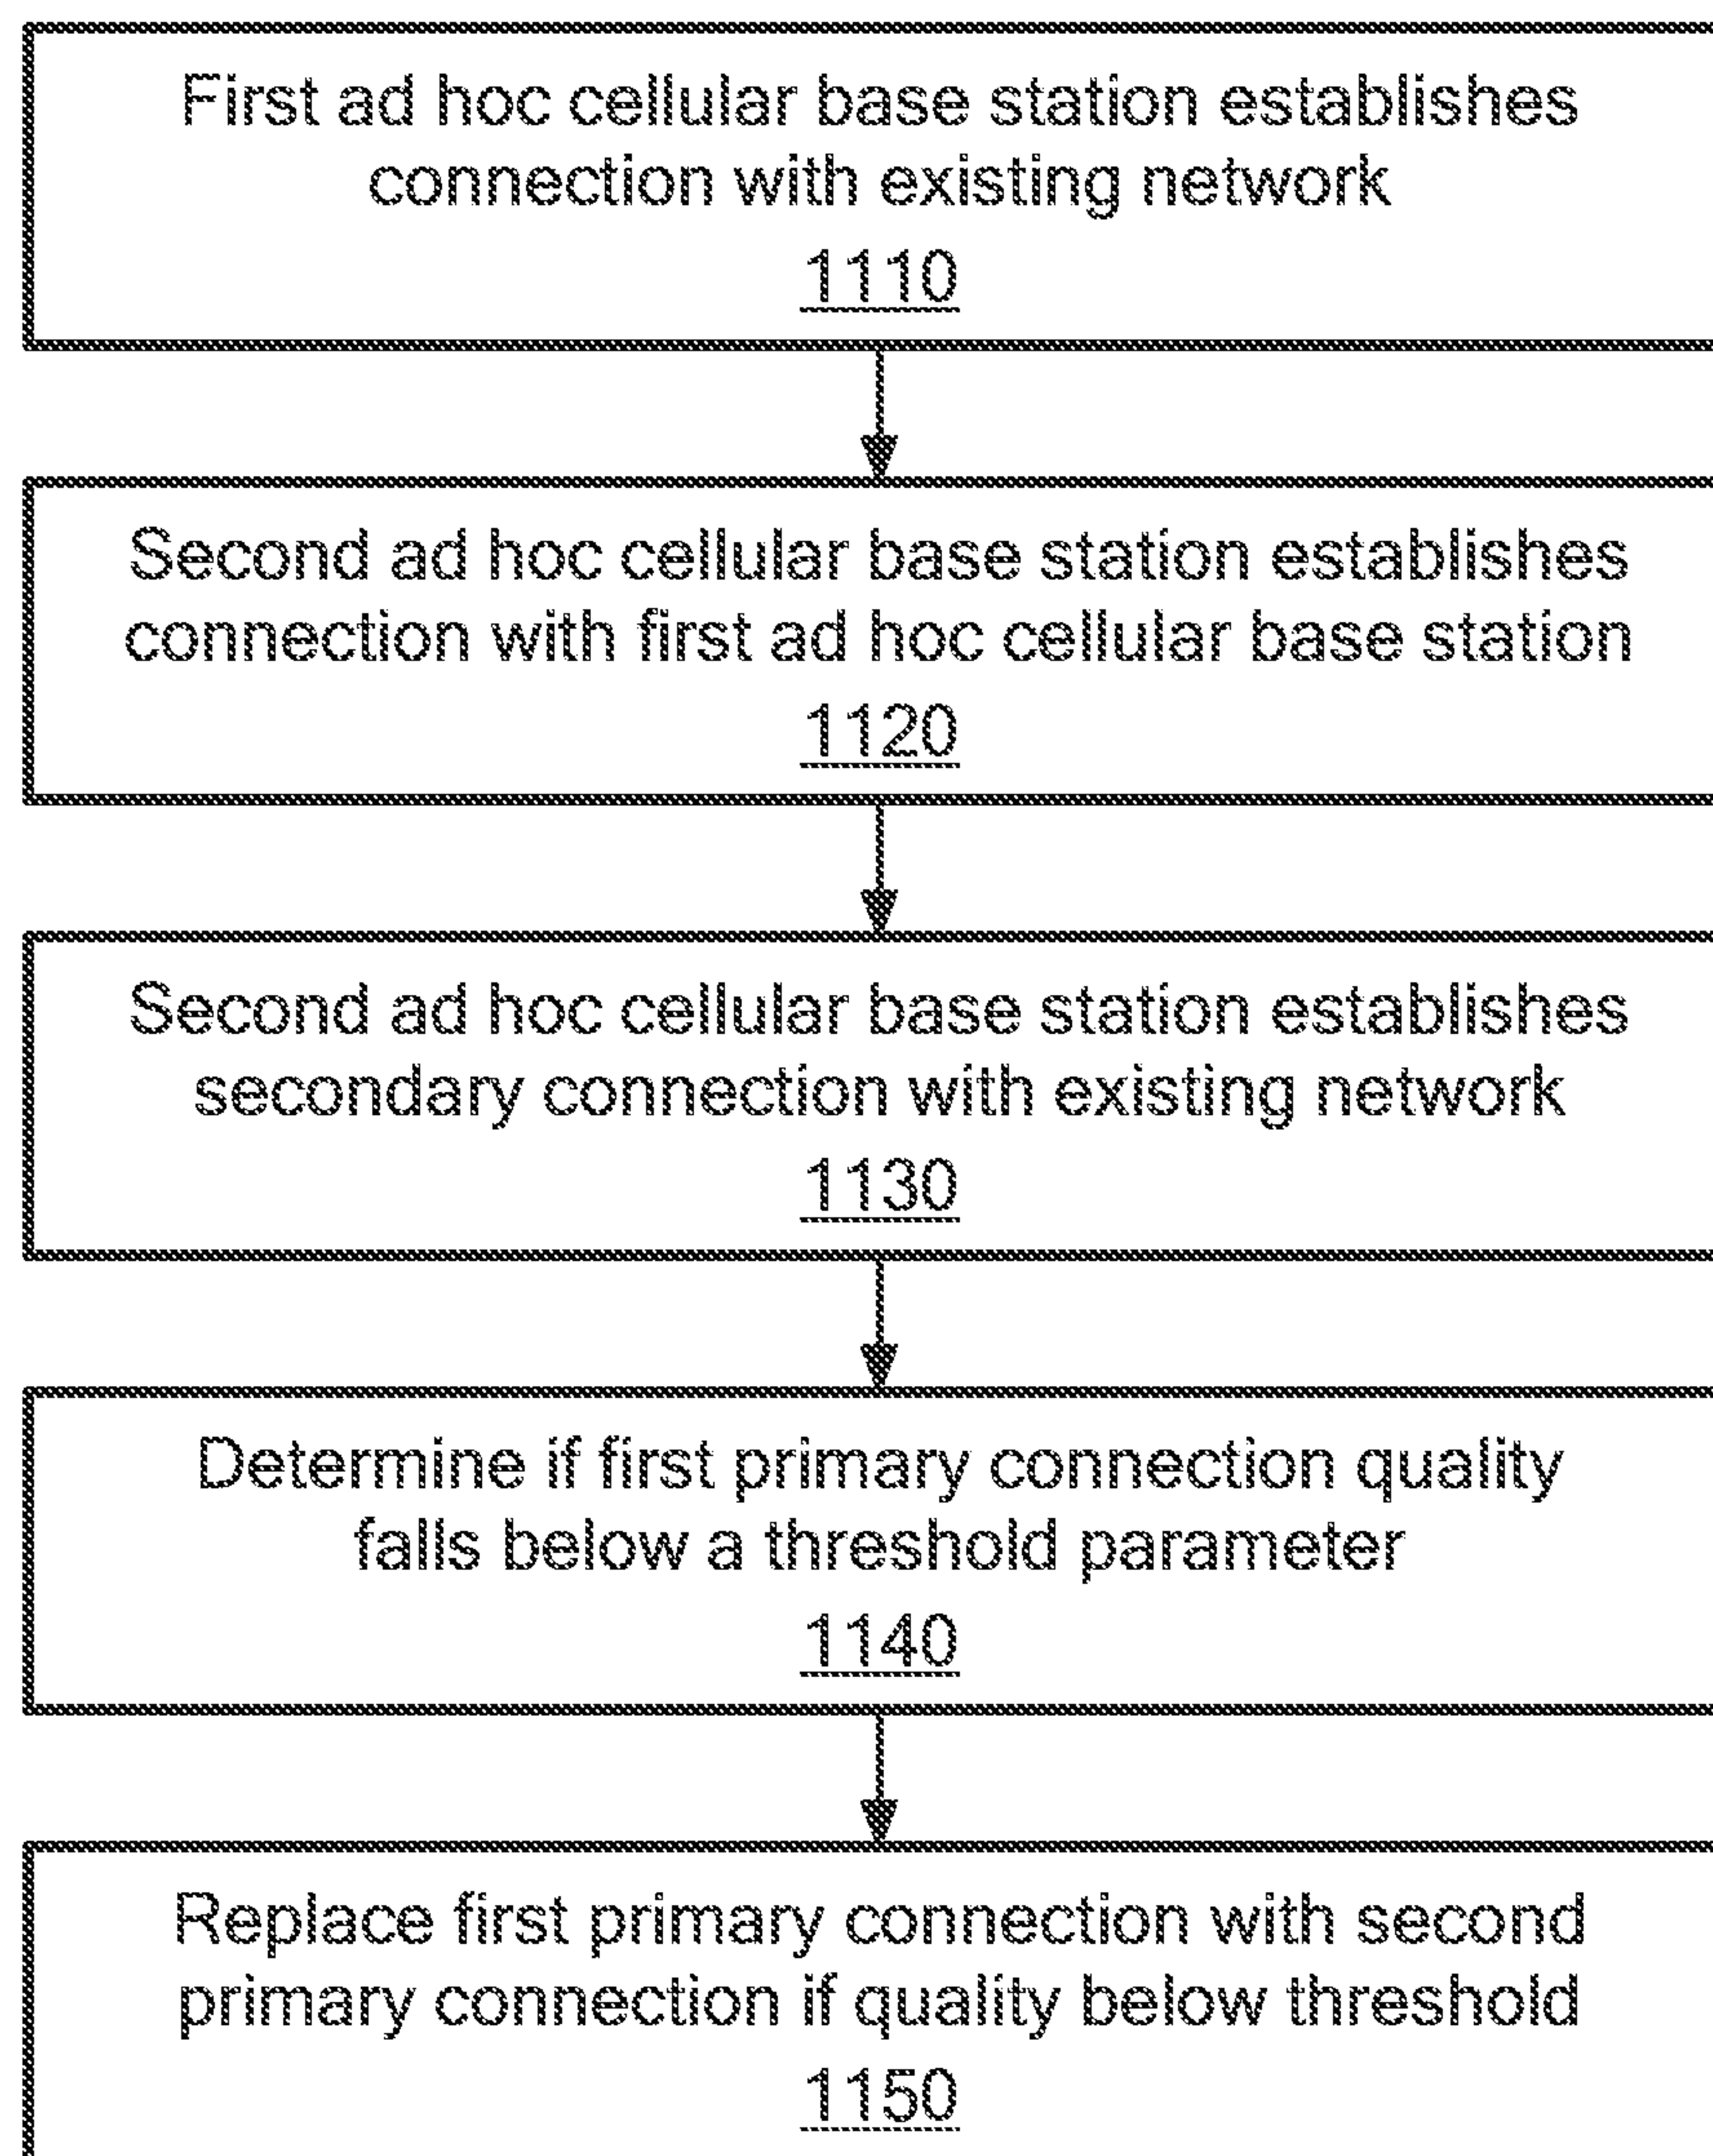 First ad hoc cellular base station establishes
connection with existing network
1110
Second ad hoc cellular base station establishes
connection with first ad hoc cellular base station
1120
Second ad hoc cellular base station establishes
secondary connection with existing network
1130
Determine if first primary connection quality
falls below a threshold parameter
1140
Replace first primary connection with second
primary connection if quality below threshold
1150